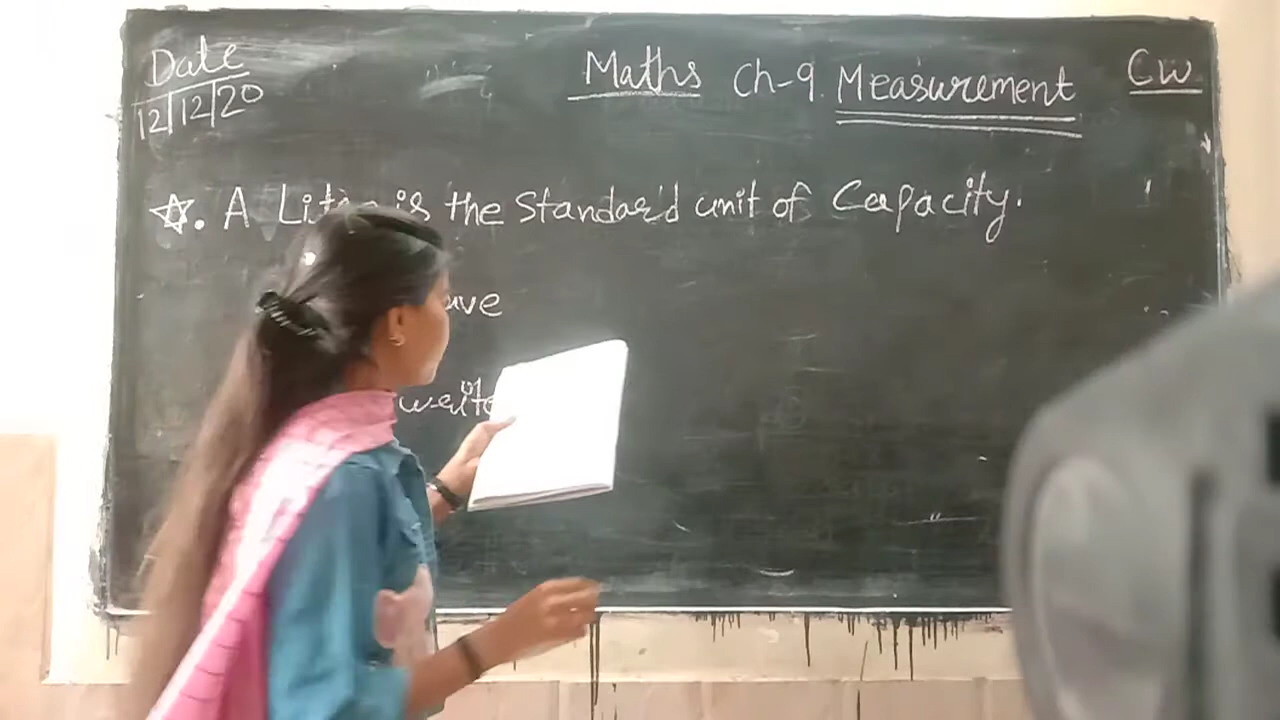 Date
12/12/20
Maths Ch-9. Measurement
CW
☆. A is the Standard unit of Capacity.